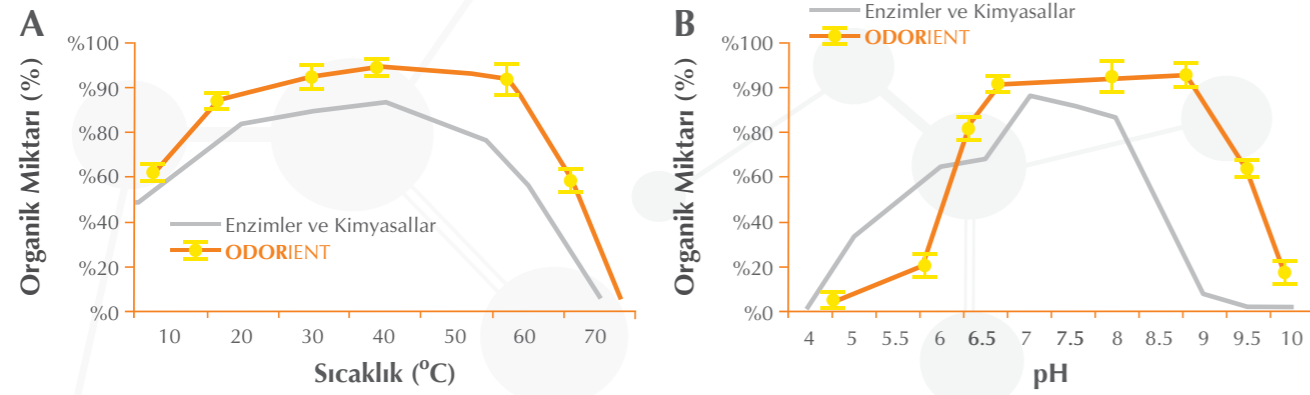 A
Organik Miktarı (%)
%100
%90
%80
%60
%40
%20
%0
Enzimler ve Kimyasallar
ODORIENT
10 20 30 40 50 60 70
Sıcaklık (°C)
B
Enzimler ve Kimyasallar
ODORIENT
Organik Miktarı (%)
%100
%90
%80
%60
%40
%20
%0
4 5 5.5 6 6.5 7 7.5 8 8.5 9 9.5 10
pH